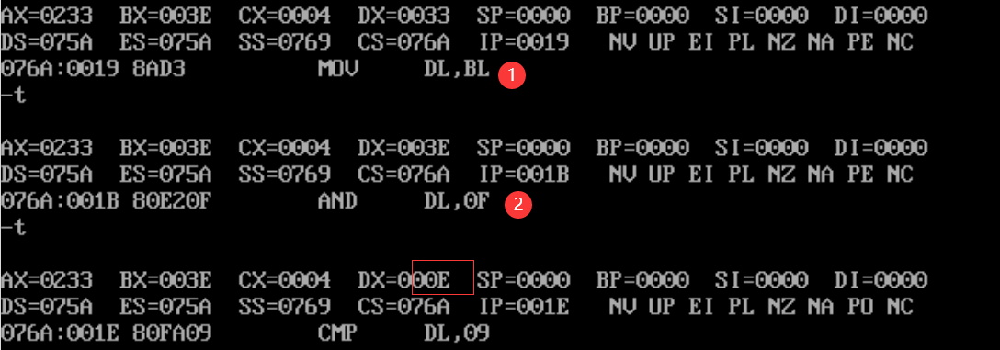 AX=0233 BX=003E CX=0004 DX=0033 SP=0000 BP=0000 SI=0000 DI=0000
DS=075A ES=075A SS=0769 CS=076A IP=0019 NV UP EI PL NZ NA PE NC
076A:0019 8AD3 MOV DL,BL 1
-t
AX=0233 BX=003E CX=0004 DX=003E SP=0000 BP=0000 SI=0000 DI=0000
DS=075A ES=075A SS=0769 CS=076A IP=001B NV UP EI PL NZ NA PE NC
076A:001B 80E20F AND DL,0F 2
-t
AX=0233 BX=003E CX=0004 DX=000E SP=0000 BP=0000 SI=0000 DI=0000
DS=075A ES=075A SS=0769 CS=076A IP=001E NV UP EI PL NZ NA PO NC
076A:001E 80FA09 CMP DL,09